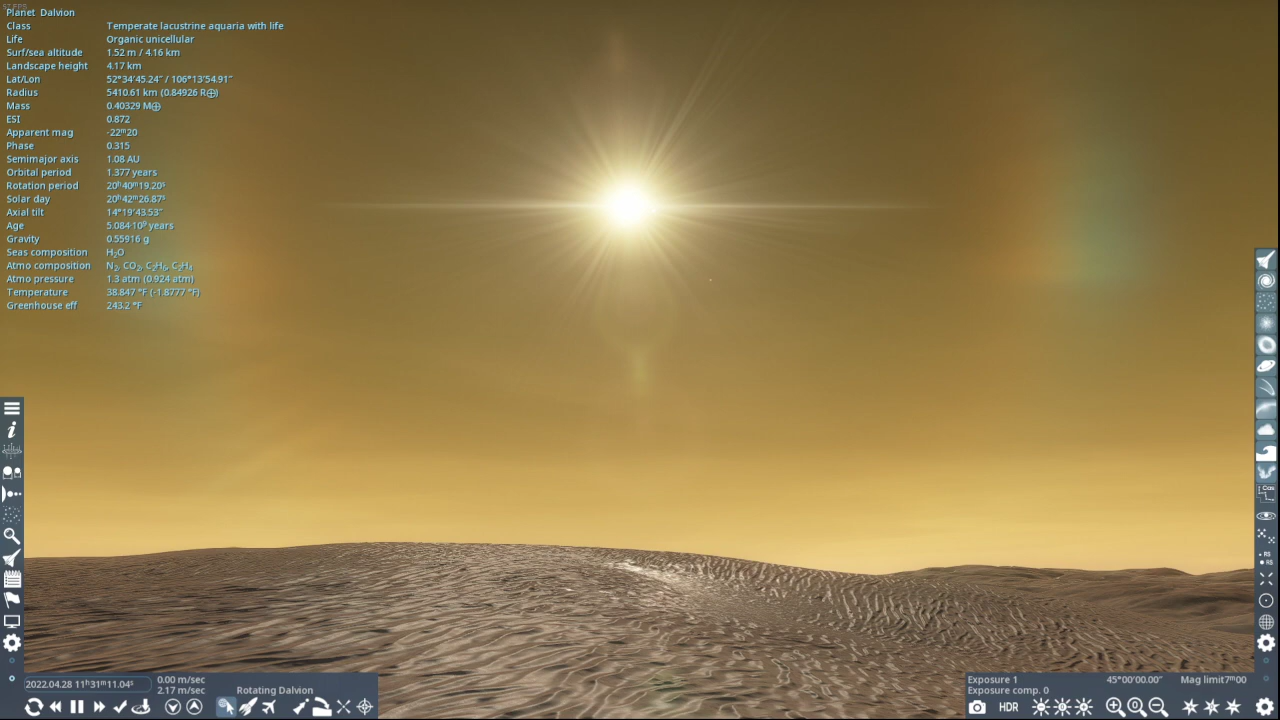 57 FPS
Planet Dalvion
Class Temperate lacustrine aquaria with life
Life Organic unicellular
Surf/sea altitude 1.52 m / 4.16 km
Landscape height 4.17 km
Lat/Lon 52°34'45.24" / 106°13'54.91"
Radius 5410.61 km (0.84926 R⊕)
Mass 0.40329 M⊕
ESI 0.872
Apparent mag -22ᵐ20
Phase 0.315
Semimajor axis 1.08 AU
Orbital period 1.377 years
Rotation period 20ʰ40ᵐ19.20ˢ
Solar day 20ʰ42ᵐ26.87ˢ
Axial tilt 14°19'43.53"
Age 5.084·10⁹ years
Gravity 0.55916 g
Seas composition H₂O
Atmo composition N₂, CO₂, C₂H₆, C₂H₄
Atmo pressure 1.3 atm (0.924 atm)
Temperature 38.847 °F (-1.8777 °F)
Greenhouse eff 243.2 °F
Cas
RS
RS
2022.04.28 11ʰ31ᵐ11.04ˢ
0.00 m/sec
2.17 m/sec Rotating Dalvion
Exposure 1 45°00'00.00" Mag limit7ᵐ00
Exposure comp. 0
HDR